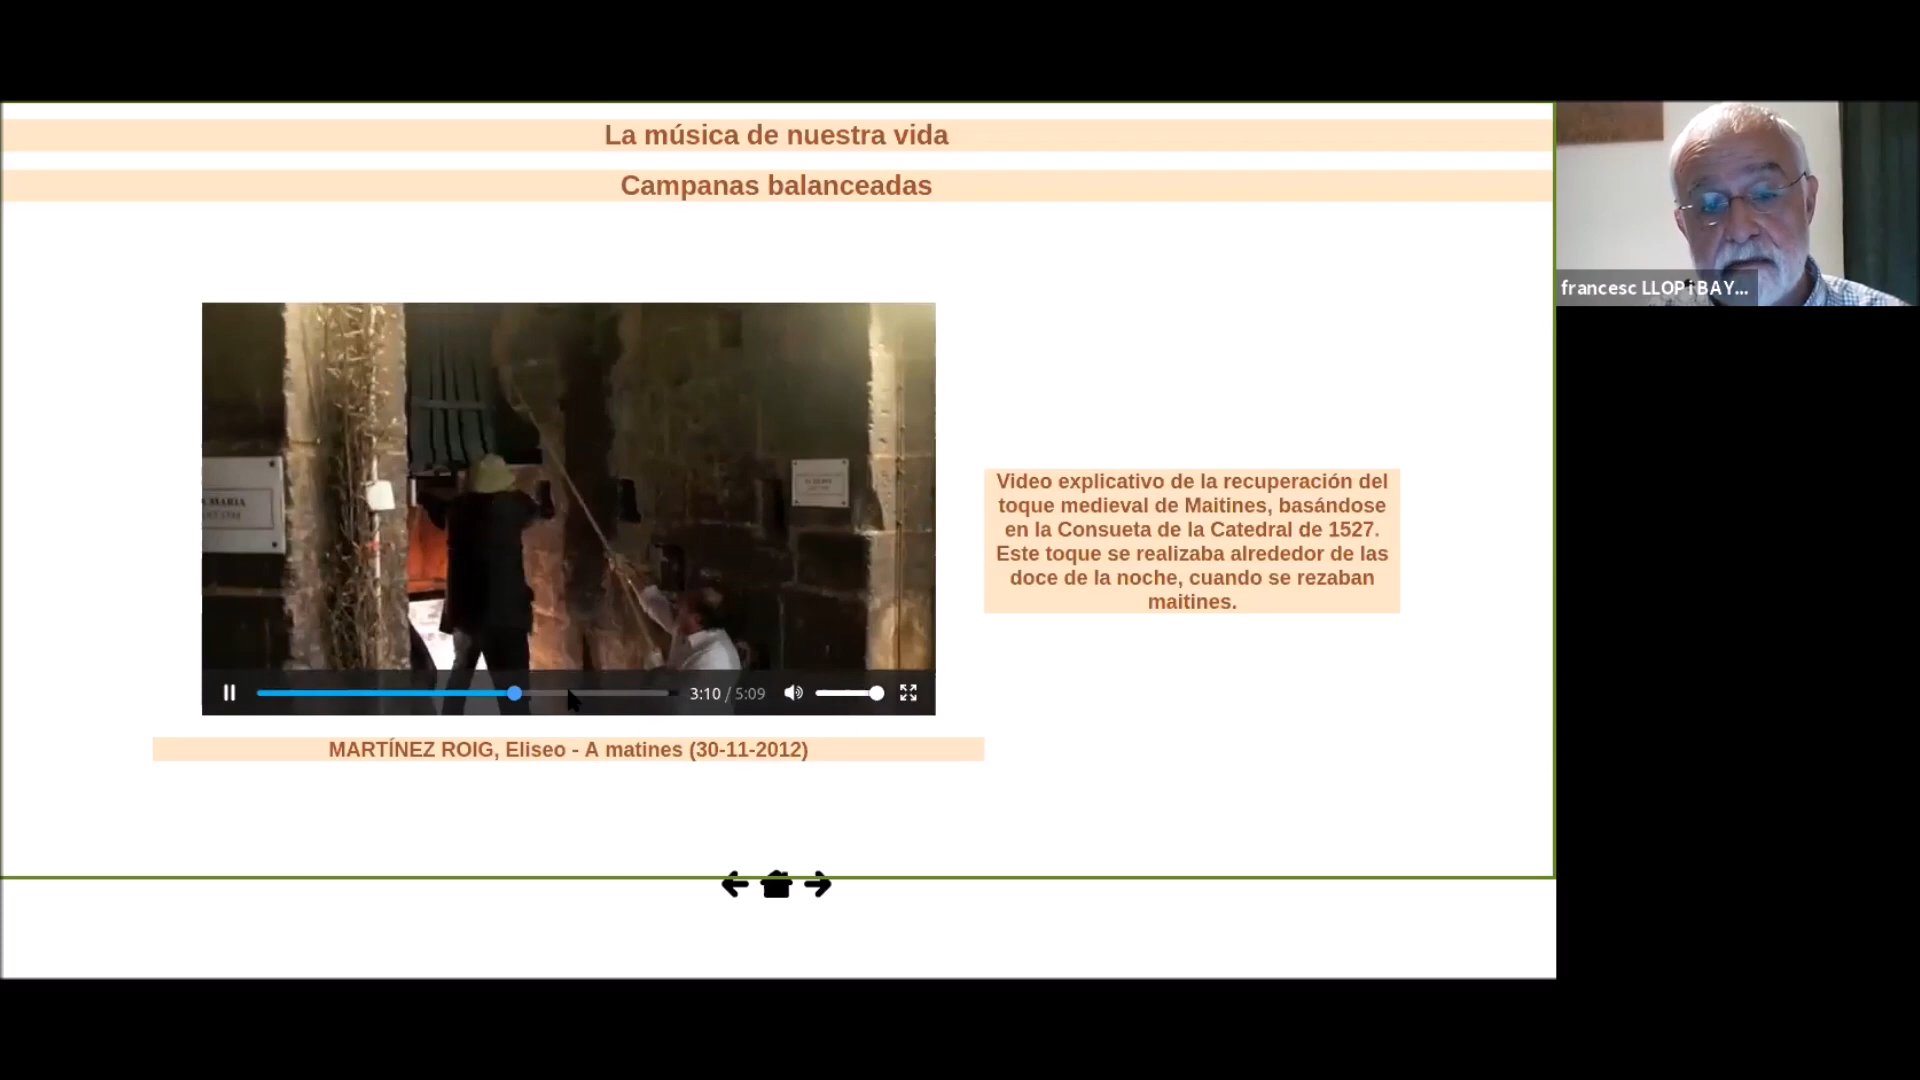 La música de nuestra vida
Campanas balanceadas
francesc LLOP i BAY...
MARIA
Video explicativo de la recuperación del
toque medieval de Maitines, basándose
en la Consueta de la Catedral de 1527.
Este toque se realizaba alrededor de las
doce de la noche, cuando se rezaban
maitines.
3:10 / 5:09
MARTÍNEZ ROIG, Eliseo - A matines (30-11-2012)